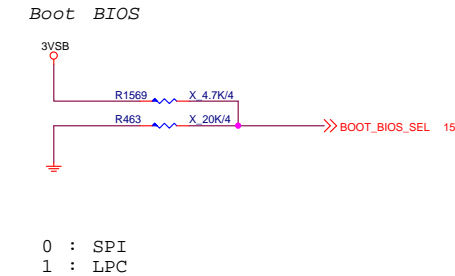 Boot BIOS
3VSB
R1569 X_4.7K/4
R463 X_20K/4
BOOT_BIOS_SEL 15
0 : SPI
1 : LPC